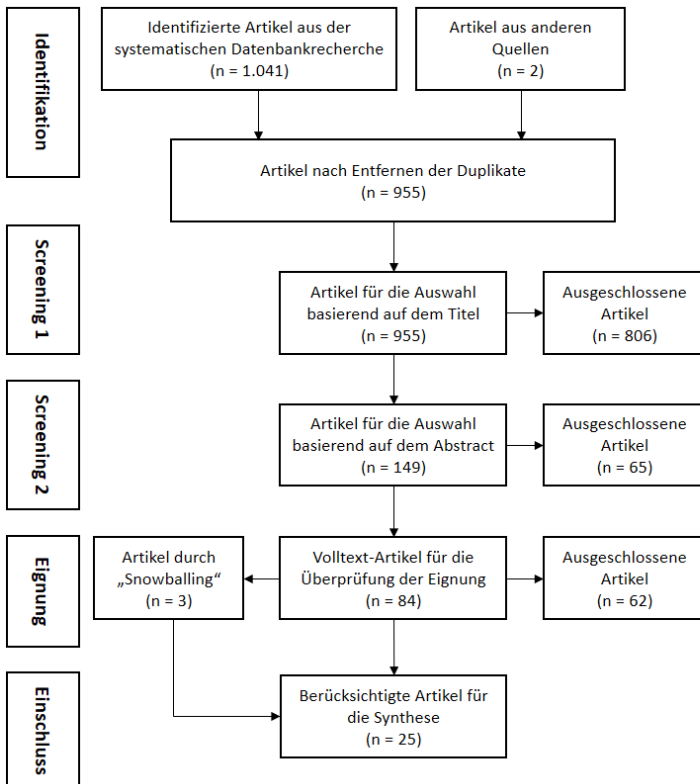 Identifikation
Identifizierte Artikel aus der
systematischen Datenbankrecherche
(n = 1.041)
Artikel aus anderen
Quellen
(n = 2)
Artikel nach Entfernen der Duplikate
(n = 955)
Screening 1
Artikel für die Auswahl
basierend auf dem Titel
(n = 955)
Ausgeschlossene
Artikel
(n = 806)
Screening 2
Artikel für die Auswahl
basierend auf dem Abstract
(n = 149)
Ausgeschlossene
Artikel
(n = 65)
Eignung
Artikel durch
„Snowballing“
(n = 3)
Volltext-Artikel für die
Überprüfung der Eignung
(n = 84)
Ausgeschlossene
Artikel
(n = 62)
Einschluss
Berücksichtigte Artikel für
die Synthese
(n = 25)